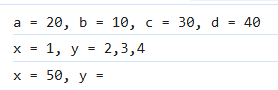 a = 20, b = 10, c = 30, d = 40
x = 1, y = 2,3,4
x = 50, y =